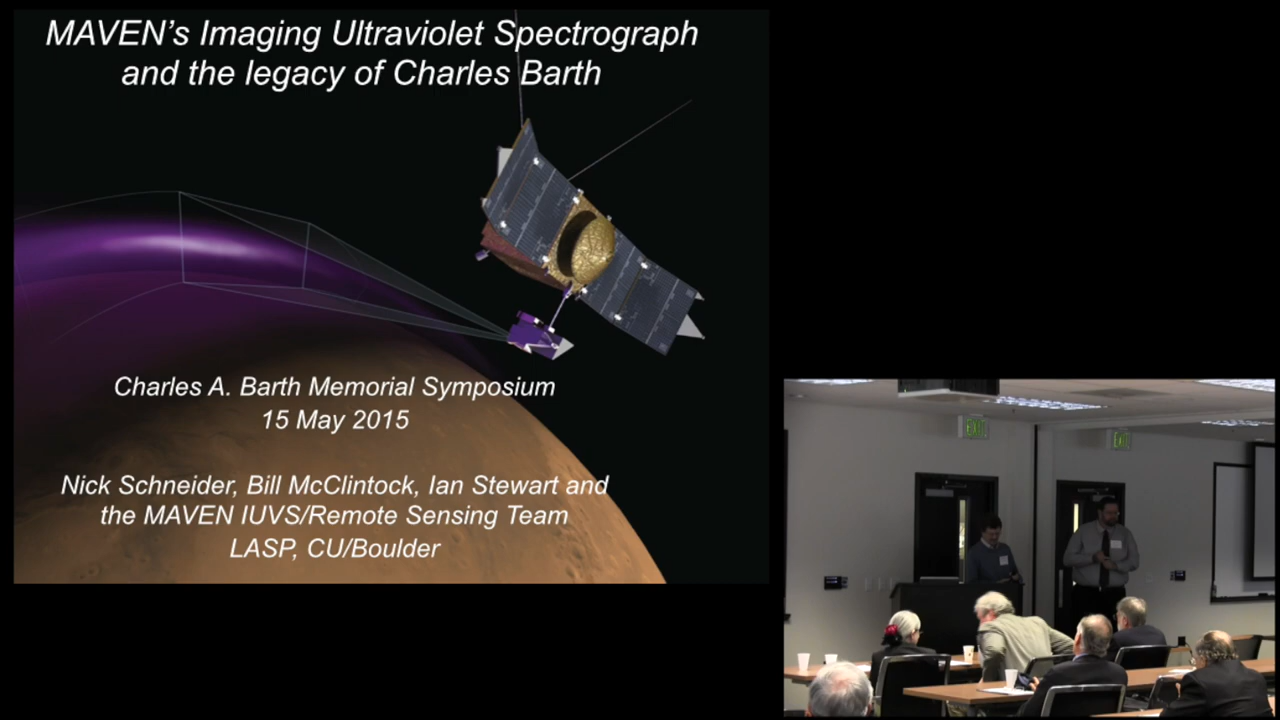 MAVEN's Imaging Ultraviolet Spectrograph
and the legacy of Charles Barth
Charles A. Barth Memorial Symposium
15 May 2015
Nick Schneider, Bill McClintock, Ian Stewart and
the MAVEN IUVS/Remote Sensing Team
LASP, CU/Boulder
EXIT
EXIT